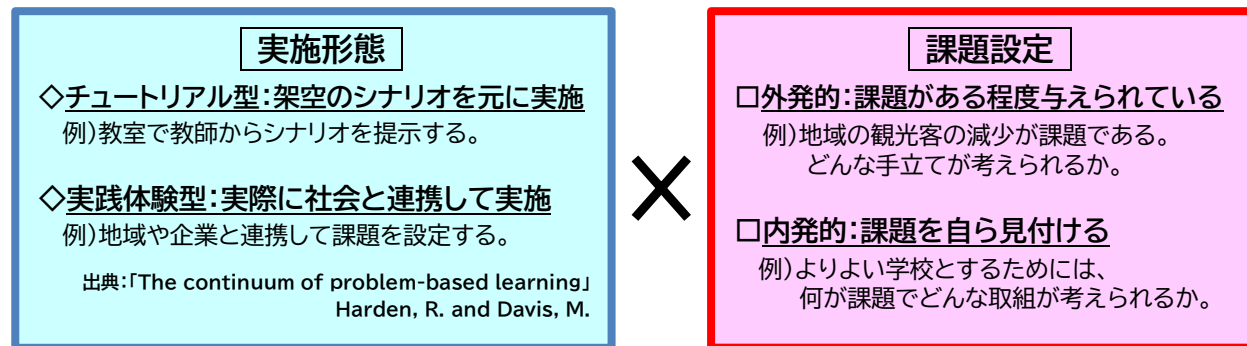 実施形態
◇チュートリアル型:架空のシナリオを元に実施
例)教室で教師からシナリオを提示する。
◇実践体験型:実際に社会と連携して実施
例)地域や企業と連携して課題を設定する。
出典:「The continuum of problem-based learning」
Harden, R. and Davis, M.
×
課題設定
□外発的:課題がある程度与えられている
例)地域の観光客の減少が課題である。
どんな手立てが考えられるか。
□内発的:課題を自ら見付ける
例)よりよい学校とするためには、
何が課題でどんな取組が考えられるか。